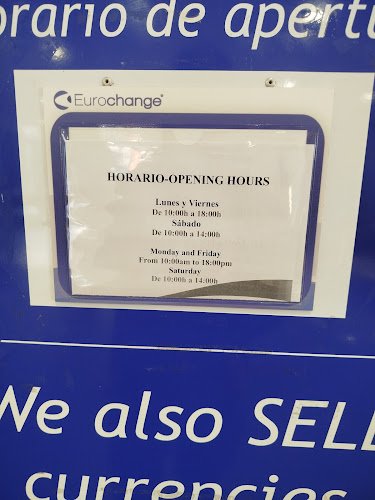 orario de apertu
Eurochange
HORARIO-OPENING HOURS
Lunes y Viernes
De 10:00h a 18:00h
Sábado
De 10:00h a 14:00h
Monday and Friday
From 10:00am to 18:00pm
Saturday
De 10:00h a 14:00h
We also SELL
currencies